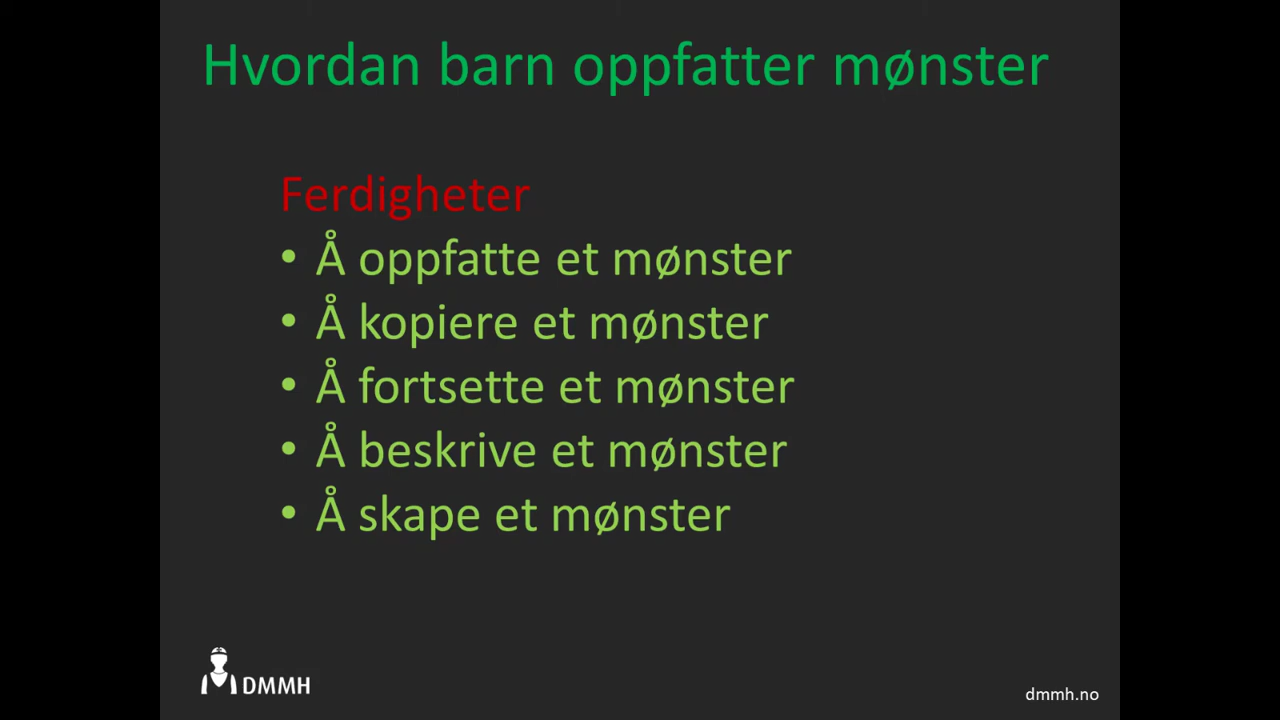 Hvordan barn oppfatter mønster
Ferdigheter
• Å oppfatte et mønster
• Å kopiere et mønster
• Å fortsette et mønster
• Å beskrive et mønster
• Å skape et mønster
DMMH
dmmh.no